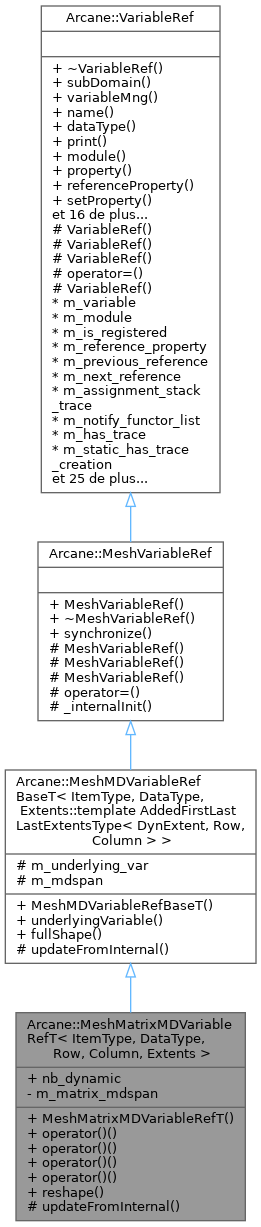 Arcane::VariableRef
+ ~VariableRef()
+ subDomain()
+ variableMng()
+ name()
+ dataType()
+ print()
+ module()
+ property()
+ referenceProperty()
+ setProperty()
et 16 de plus...
# VariableRef()
# VariableRef()
# VariableRef()
# operator=()
# VariableRef()
* m_variable
* m_module
* m_is_registered
* m_reference_property
* m_previous_reference
* m_next_reference
* m_assignment_stack
_trace
* m_notify_functor_list
* m_has_trace
* m_static_has_trace
_creation
et 25 de plus...
Arcane::MeshVariableRef
+ MeshVariableRef()
+ ~MeshVariableRef()
+ synchronize()
# MeshVariableRef()
# MeshVariableRef()
# MeshVariableRef()
# operator=()
# _internalInit()
Arcane::MeshMDVariableRef
BaseT< ItemType, DataType,
Extents::template AddedFirstLast
LastExtentsType< DynExtent, Row,
Column > >
# m_underlying_var
# m_mdspan
+ MeshMDVariableRefBaseT()
+ underlyingVariable()
+ fullShape()
# updateFromInternal()
Arcane::MeshMatrixMDVariable
RefT< ItemType, DataType,
Row, Column, Extents >
+ nb_dynamic
- m_matrix_mdspan
+ MeshMatrixMDVariableRefT()
+ operator()()
+ operator()()
+ operator()()
+ operator()()
+ reshape()
# updateFromInternal()